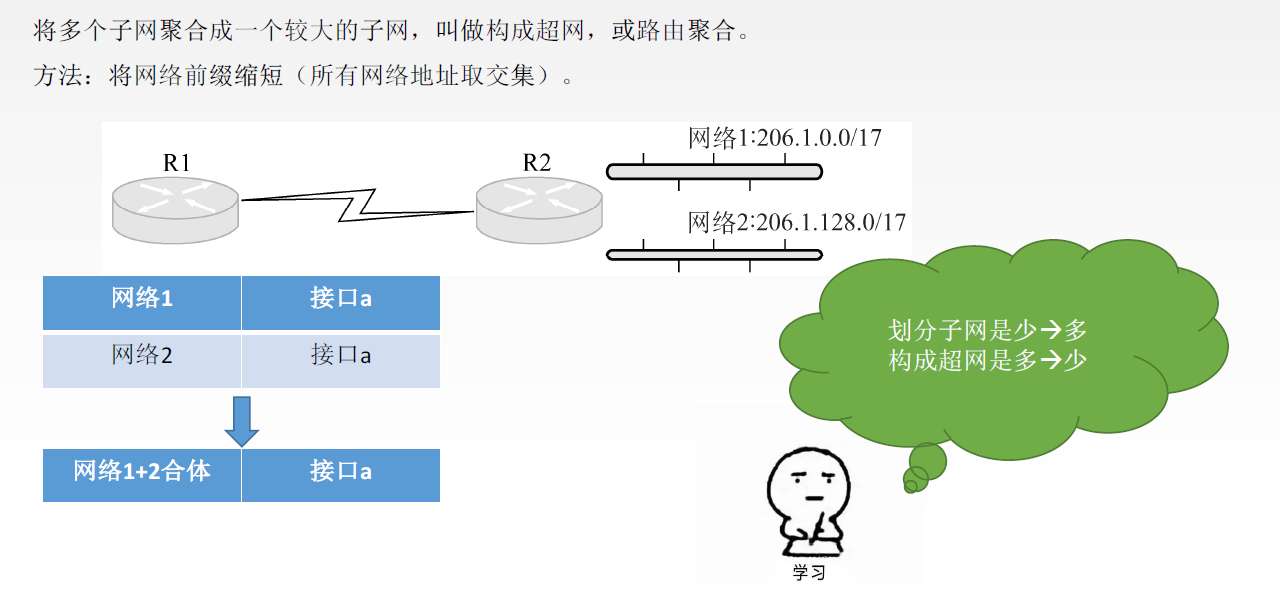 将多个子网聚合成一个较大的子网，叫做构成超网，或路由聚合。
方法：将网络前缀缩短（所有网络地址取交集）。
网络1:206.1.0.0/17
R1
R2
网络2:206.1.128.0/17
网络1 接口a
网络2 接口a
网络1+2合体 接口a
划分子网是少→多
构成超网是多→少
学习